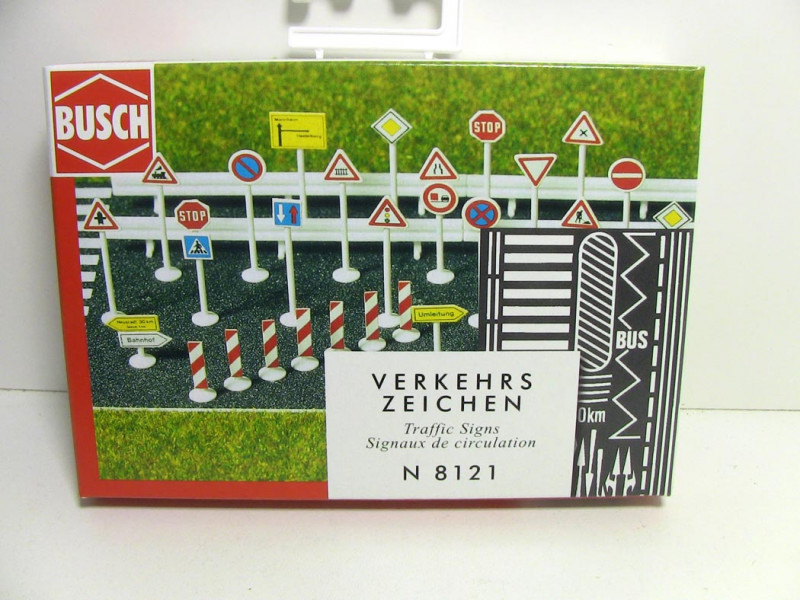 BUSCH
STOP
STOP
Umleitung
Bahnhof
BUS
0km
VERKEHRS
ZEICHEN
Traffic Signs
Signaux de circulation
N 8121